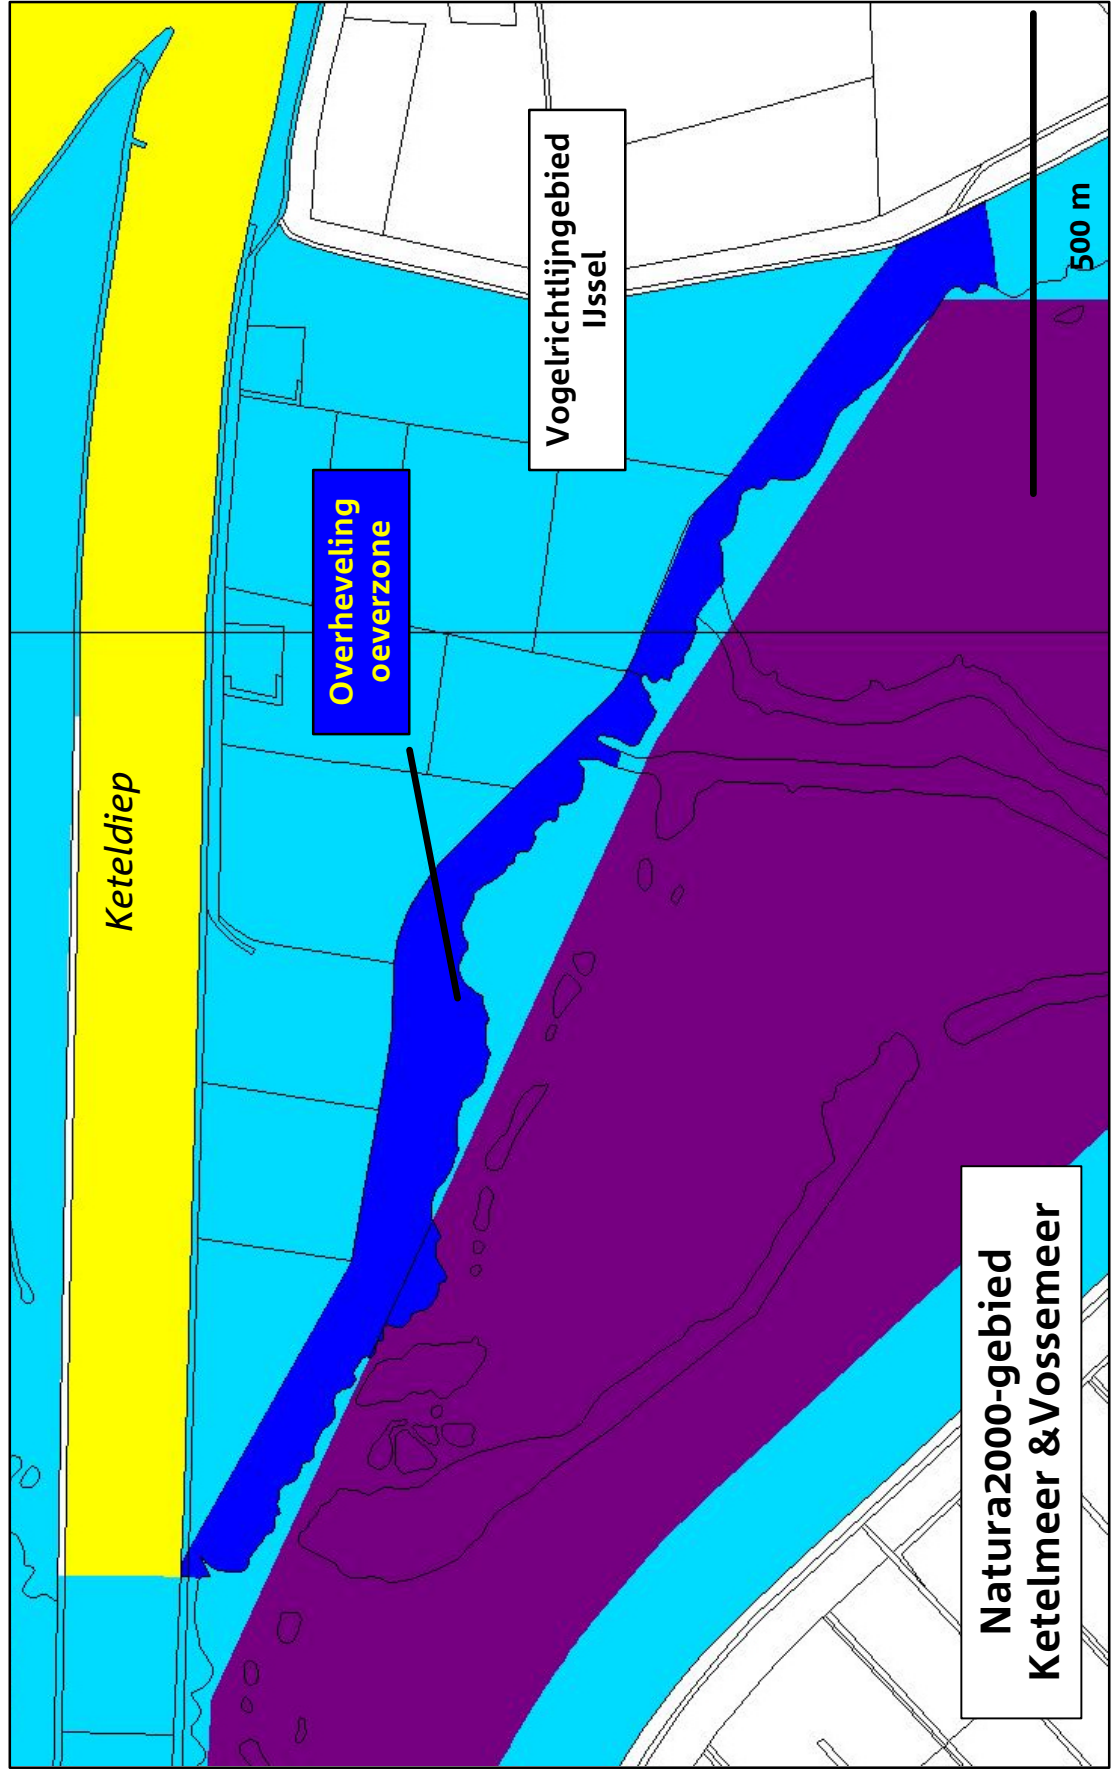 Keteldiep
Overheveling
oeverzone
Vogelrichtlijngebied
IJssel
Natura2000-gebied
Ketelmeer &Vossemeer
500 m